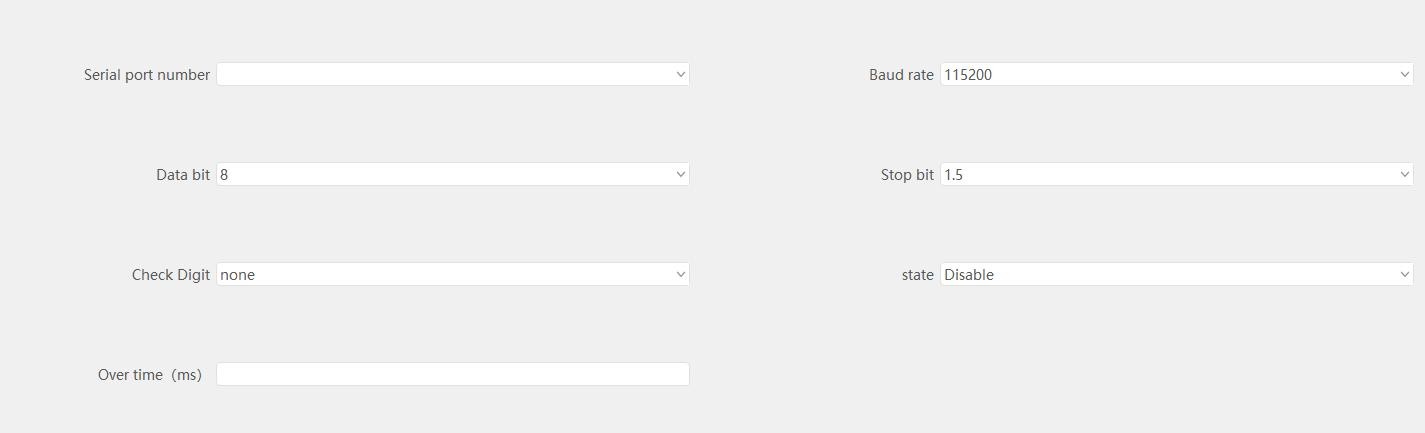 Serial port number
Baud rate 115200
Data bit 8
Stop bit 1.5
Check Digit none
state Disable
Over time（ms）